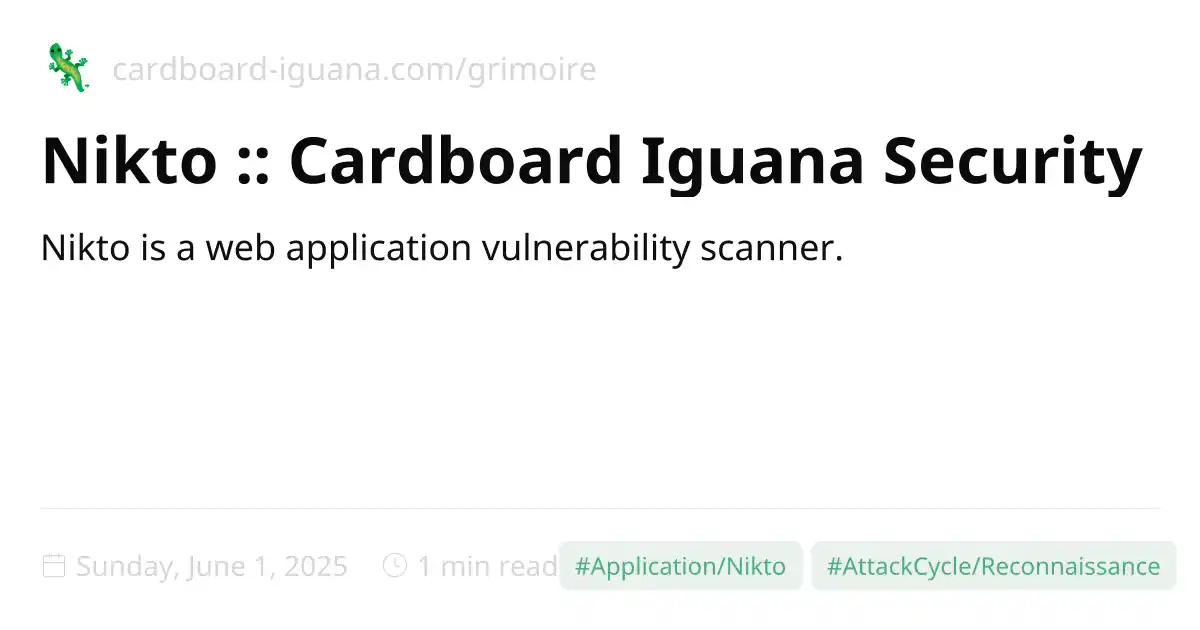 cardboard-iguana.com/grimoire
Nikto :: Cardboard Iguana Security
Nikto is a web application vulnerability scanner.
Sunday, June 1, 2025 1 min read #Application/Nikto #AttackCycle/Reconnaissance